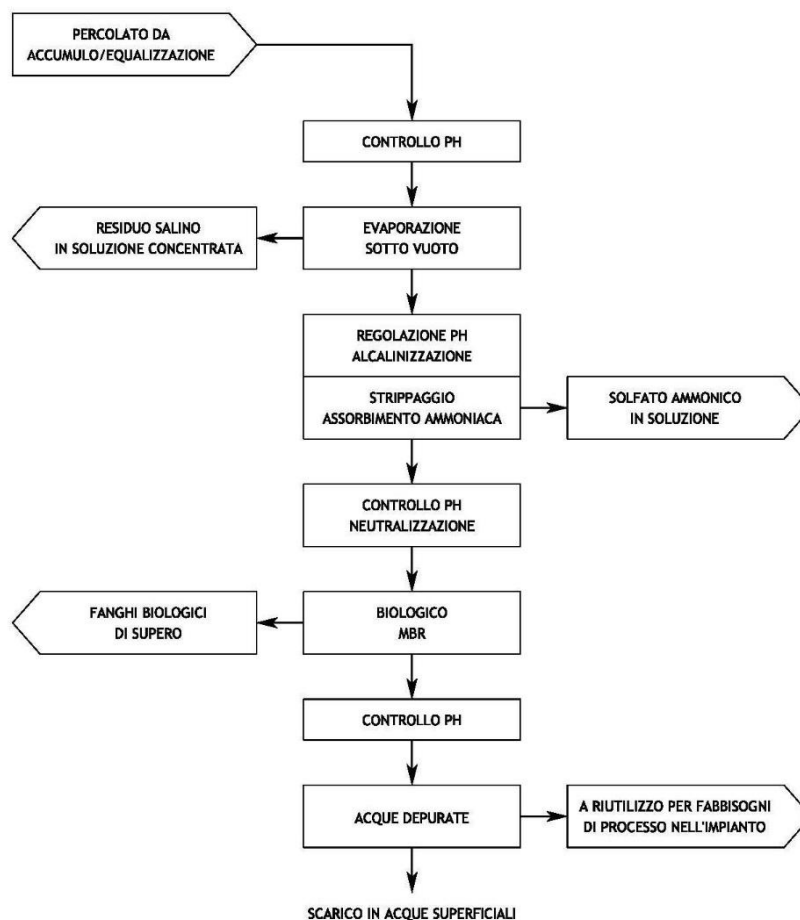 PERCOLATO DA
ACCUMULO/EQUALIZZAZIONE
CONTROLLO PH
RESIDUO SALINO
IN SOLUZIONE CONCENTRATA
EVAPORAZIONE
SOTTO VUOTO
REGOLAZIONE PH
ALCALINIZZAZIONE
STRIPPAGGIO
ASSORBIMENTO AMMONIACA
SOLFATO AMMONICO
IN SOLUZIONE
CONTROLLO PH
NEUTRALIZZAZIONE
FANGHI BIOLOGICI
DI SUPERO
BIOLOGICO
MBR
CONTROLLO PH
ACQUE DEPURATE
A RIUTILIZZO PER FABBISOGNI
DI PROCESSO NELL'IMPIANTO
SCARICO IN ACQUE SUPERFICIALI